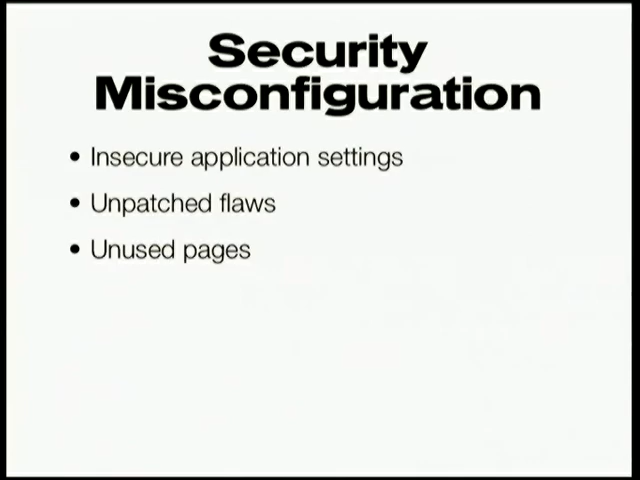 Security
Misconfiguration
• Insecure application settings
• Unpatched flaws
• Unused pages